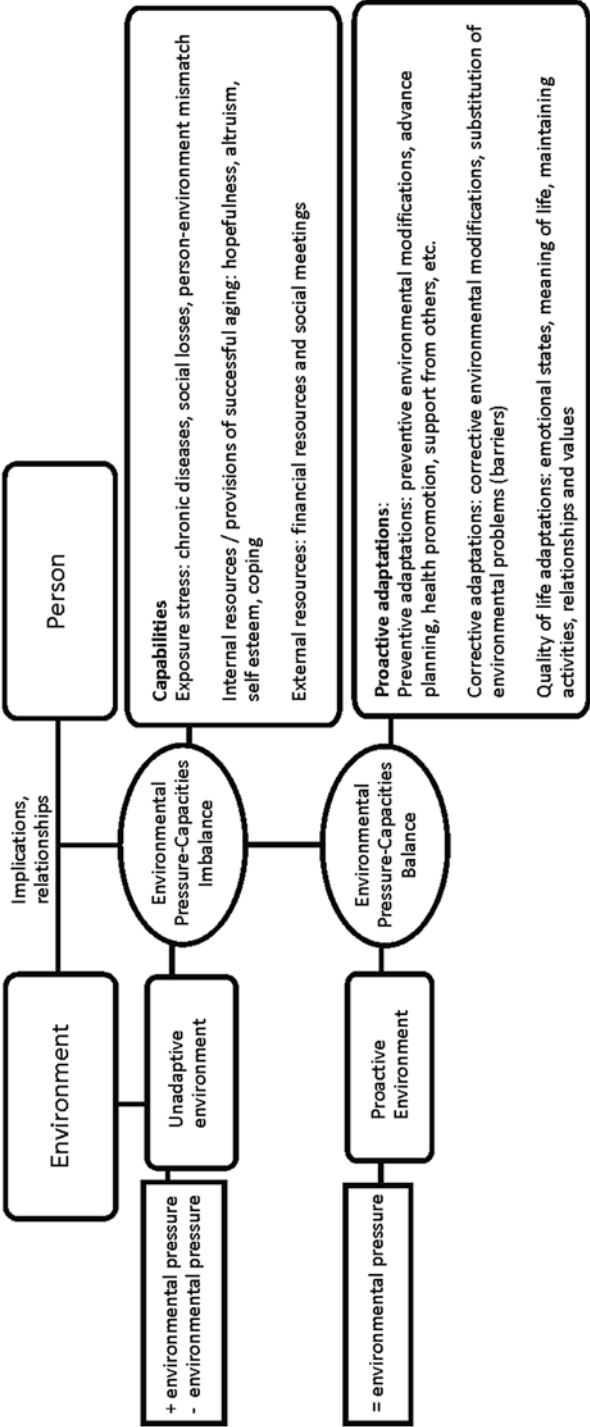 Environment
Implications,
relationships
Person
+ environmental pressure
- environmental pressure
Unadaptive
environment
Environmental
Pressure-Capacities
Imbalance
Capabilities
Exposure stress: chronic diseases, social losses, person-environment mismatch
Internal resources / provisions of successful aging: hopefulness, altruism,
self esteem, coping
External resources: financial resources and social meetings
= environmental pressure
Proactive
Environment
Environmental
Pressure-Capacities
Balance
Proactive adaptations:
Preventive adaptations: preventive environmental modifications, advance
planning, health promotion, support from others, etc.
Corrective adaptations: corrective environmental modifications, substitution of
environmental problems (barriers)
Quality of life adaptations: emotional states, meaning of life, maintaining
activities, relationships and values